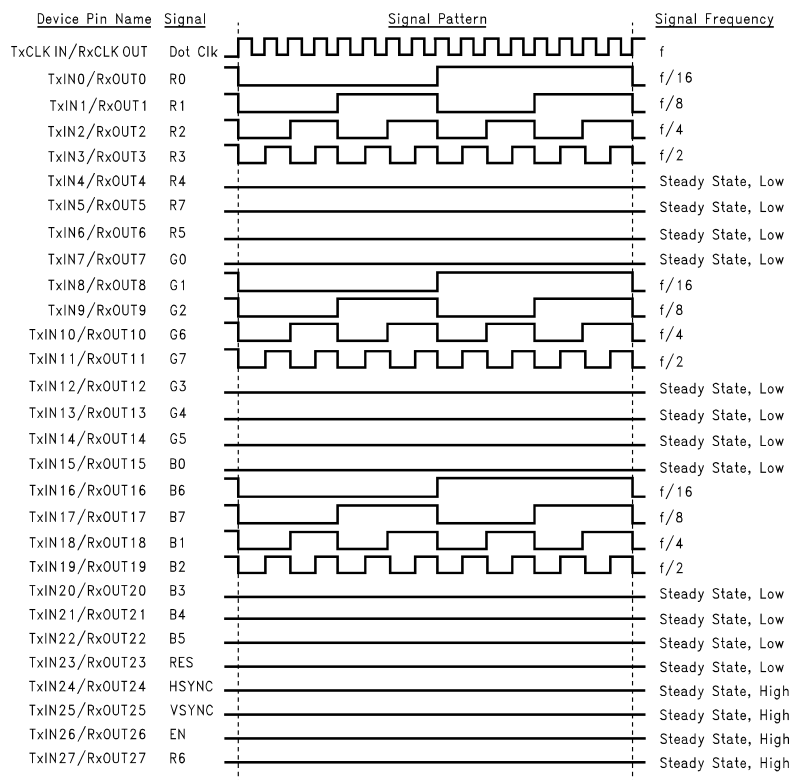 Device Pin Name Signal Signal Pattern Signal Frequency
TxCLK IN/RxCLK OUT Dot Clk f
TxIN0/RxOUT0 R0 f/16
TxIN1/RxOUT1 R1 f/8
TxIN2/RxOUT2 R2 f/4
TxIN3/RxOUT3 R3 f/2
TxIN4/RxOUT4 R4 Steady State, Low
TxIN5/RxOUT5 R7 Steady State, Low
TxIN6/RxOUT6 R5 Steady State, Low
TxIN7/RxOUT7 G0 Steady State, Low
TxIN8/RxOUT8 G1 f/16
TxIN9/RxOUT9 G2 f/8
TxIN10/RxOUT10 G6 f/4
TxIN11/RxOUT11 G7 f/2
TxIN12/RxOUT12 G3 Steady State, Low
TxIN13/RxOUT13 G4 Steady State, Low
TxIN14/RxOUT14 G5 Steady State, Low
TxIN15/RxOUT15 B0 Steady State, Low
TxIN16/RxOUT16 B6 f/16
TxIN17/RxOUT17 B7 f/8
TxIN18/RxOUT18 B1 f/4
TxIN19/RxOUT19 B2 f/2
TxIN20/RxOUT20 B3 Steady State, Low
TxIN21/RxOUT21 B4 Steady State, Low
TxIN22/RxOUT22 B5 Steady State, Low
TxIN23/RxOUT23 RES Steady State, Low
TxIN24/RxOUT24 HSYNC Steady State, High
TxIN25/RxOUT25 VSYNC Steady State, High
TxIN26/RxOUT26 EN Steady State, High
TxIN27/RxOUT27 R6 Steady State, High